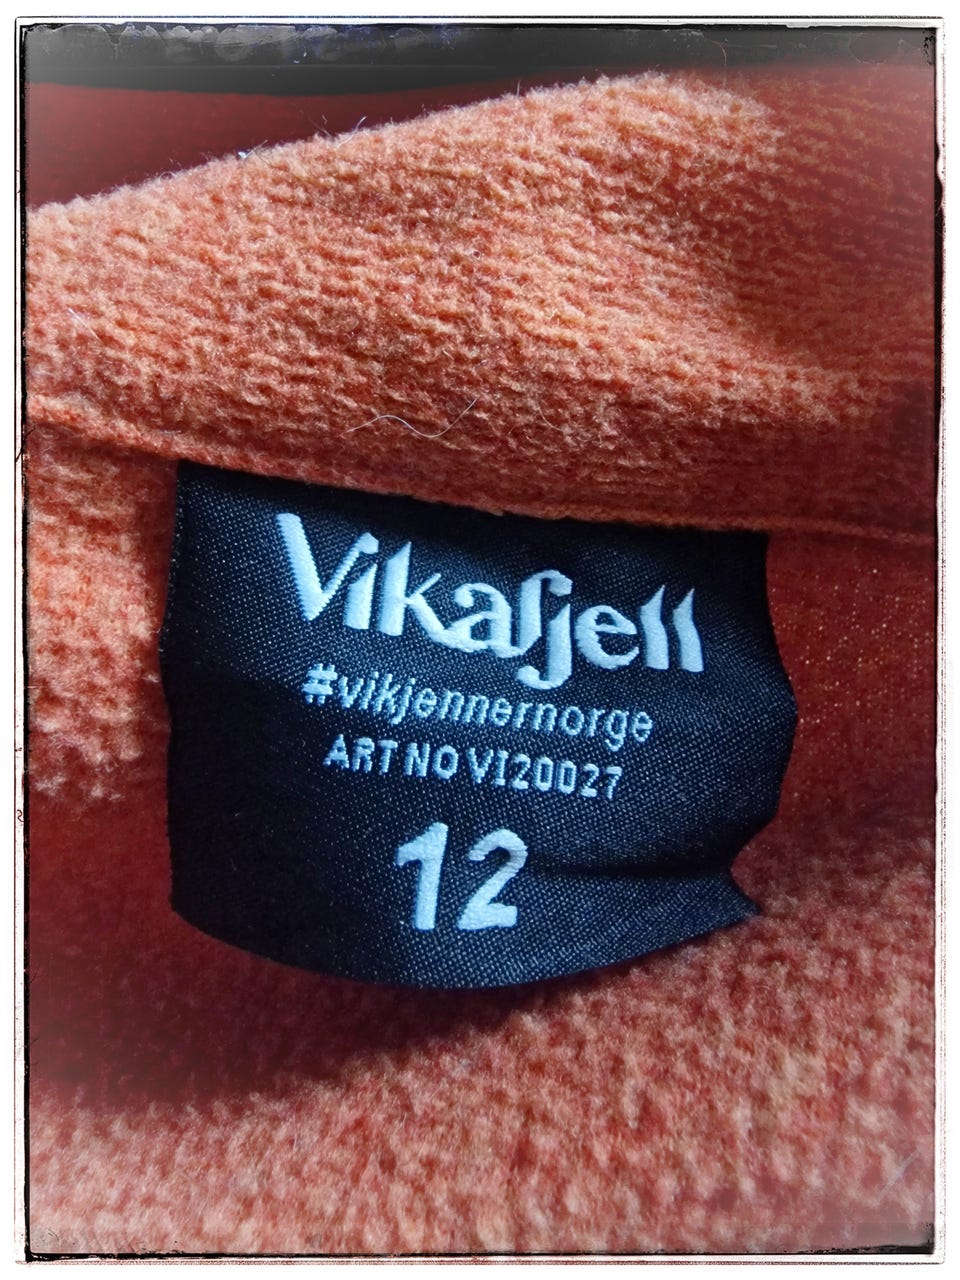 Vikafjell
#vikjennernorge
ART NO VI20027
12